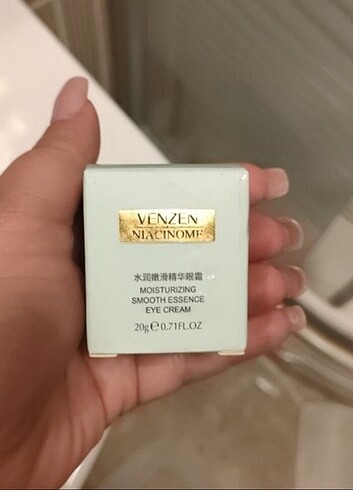 VENZEN
NIACINOME
水润嫩滑精华眼霜
MOISTURIZING
SMOOTH ESSENCE
EYE CREAM
20g ℮ 0.71FL.OZ